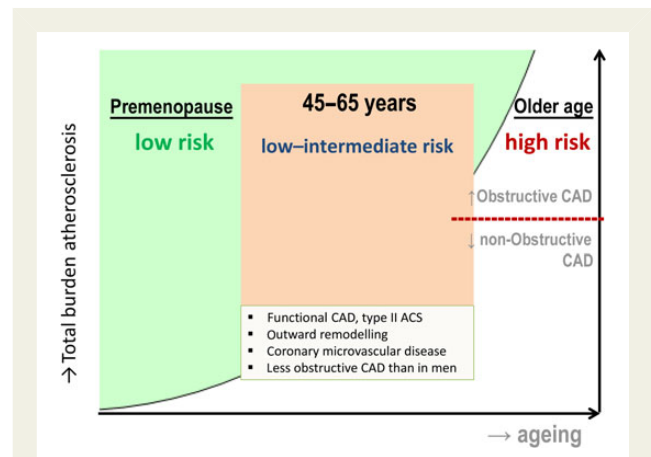 Premenopause
low risk
45–65 years
low–intermediate risk
Older age
high risk
↑Obstructive CAD
↓ non-Obstructive
CAD
▪ Functional CAD, type II ACS
▪ Outward remodelling
▪ Coronary microvascular disease
▪ Less obstructive CAD than in men
→ Total burden atherosclerosis
→ ageing